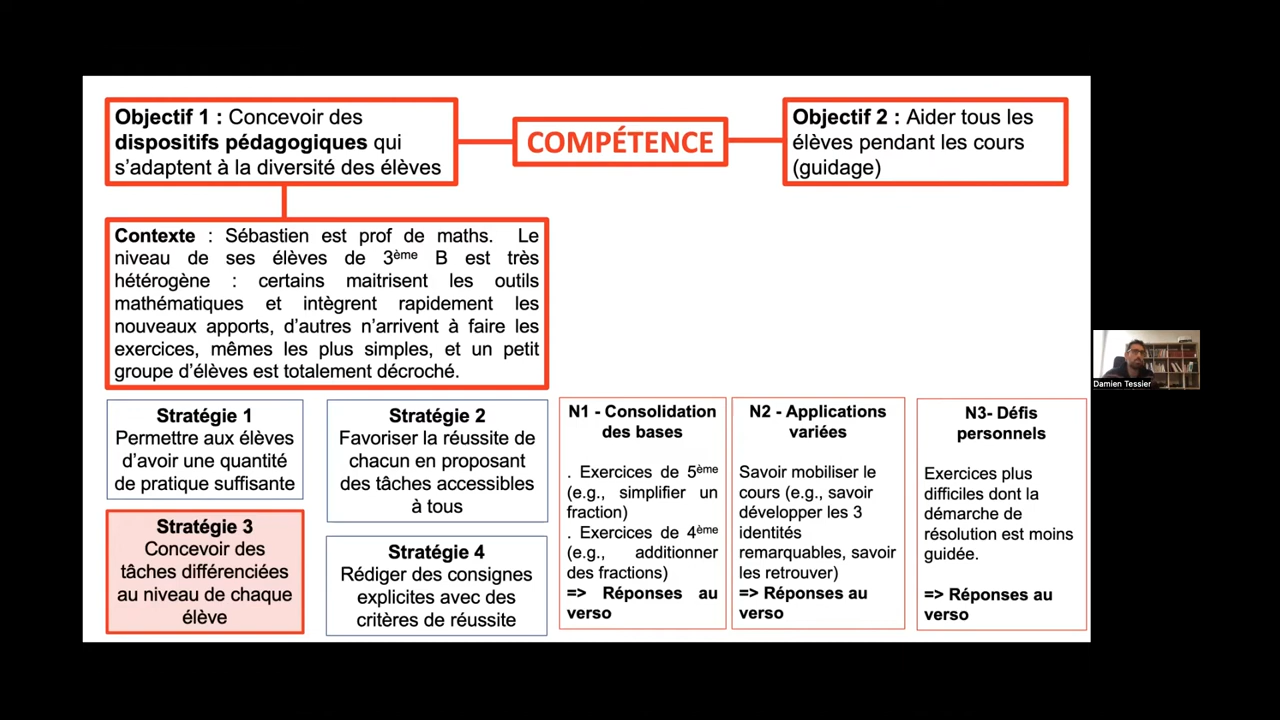 Objectif 1 : Concevoir des
dispositifs pédagogiques qui
s'adaptent à la diversité des élèves
COMPÉTENCE
Objectif 2 : Aider tous les
élèves pendant les cours
(guidage)
Contexte : Sébastien est prof de maths. Le
niveau de ses élèves de 3ème B est très
hétérogène : certains maitrisent les outils
mathématiques et intègrent rapidement les
nouveaux apports, d'autres n'arrivent à faire les
exercices, mêmes les plus simples, et un petit
groupe d'élèves est totalement décroché.
Stratégie 1
Permettre aux élèves
d'avoir une quantité
de pratique suffisante
Stratégie 2
Favoriser la réussite de
chacun en proposant
des tâches accessibles
à tous
Stratégie 3
Concevoir des
tâches différenciées
au niveau de chaque
élève
Stratégie 4
Rédiger des consignes
explicites avec des
critères de réussite
N1 - Consolidation
des bases
. Exercices de 5ème
(e.g., simplifier un
fraction)
. Exercices de 4ème
(e.g., additionner
des fractions)
=> Réponses au
verso
N2 - Applications
variées
Savoir mobiliser le
cours (e.g., savoir
développer les 3
identités
remarquables, savoir
les retrouver)
=> Réponses au
verso
N3- Défis
personnels
Exercices plus
difficiles dont la
démarche de
résolution est moins
guidée.
=> Réponses au
verso
Damien Tessier